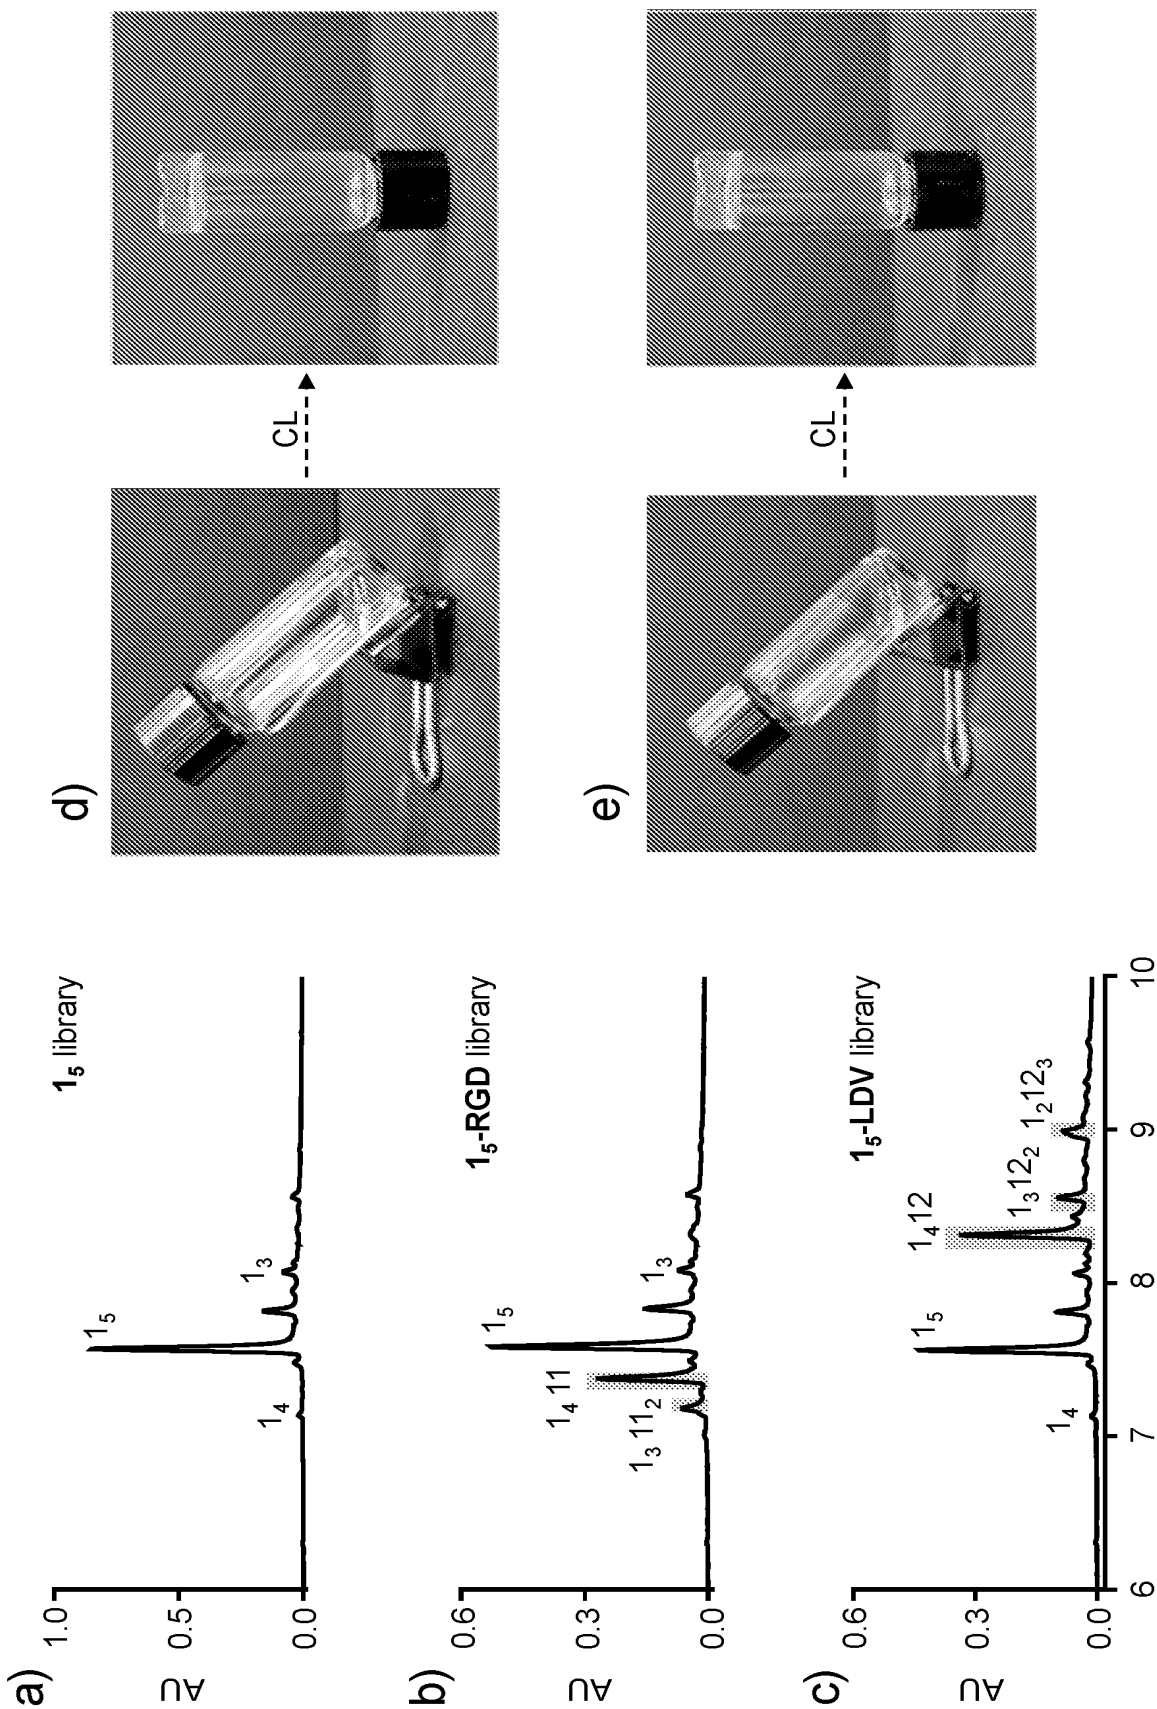 a)
1₅ library
AU
1.0
0.5
0.0
1₄
1₅
1₃
b)
1₅-RGD library
AU
0.6
0.3
0.0
1₃11₂
1₄11
1₅
1₃
c)
1₅-LDV library
AU
0.6
0.3
0.0
1₄
1₅
1₄12
1₃12₂
1₂12₃
6 7 8 9 10
d)
CL
e)
CL